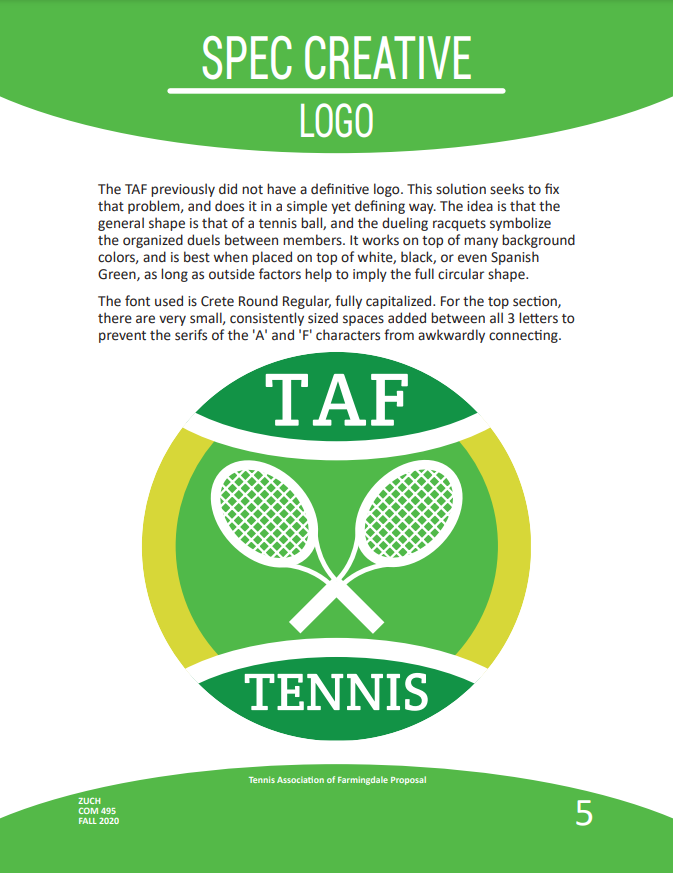 SPEC CREATIVE
LOGO
The TAF previously did not have a definitive logo. This solution seeks to fix
that problem, and does it in a simple yet defining way. The idea is that the
general shape is that of a tennis ball, and the dueling racquets symbolize
the organized duels between members. It works on top of many background
colors, and is best when placed on top of white, black, or even Spanish
Green, as long as outside factors help to imply the full circular shape.
The font used is Crete Round Regular, fully capitalized. For the top section,
there are very small, consistently sized spaces added between all 3 letters to
prevent the serifs of the 'A' and 'F' characters from awkwardly connecting.
TAF
TENNIS
Tennis Association of Farmingdale Proposal
ZUCH
COM 495
FALL 2020
5